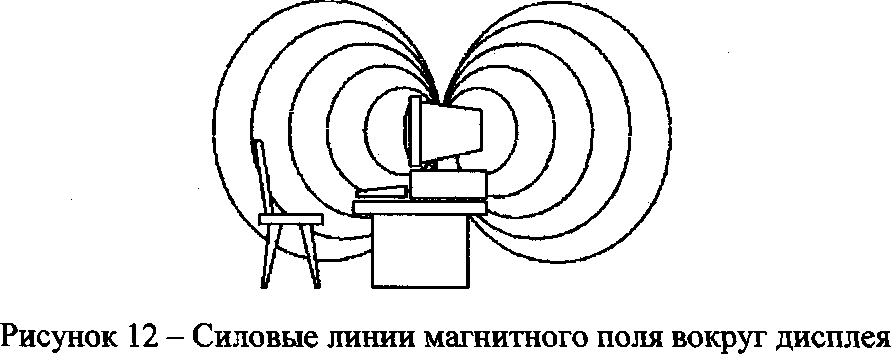 Рисунок 12 – Силовые линии магнитного поля вокруг дисплея